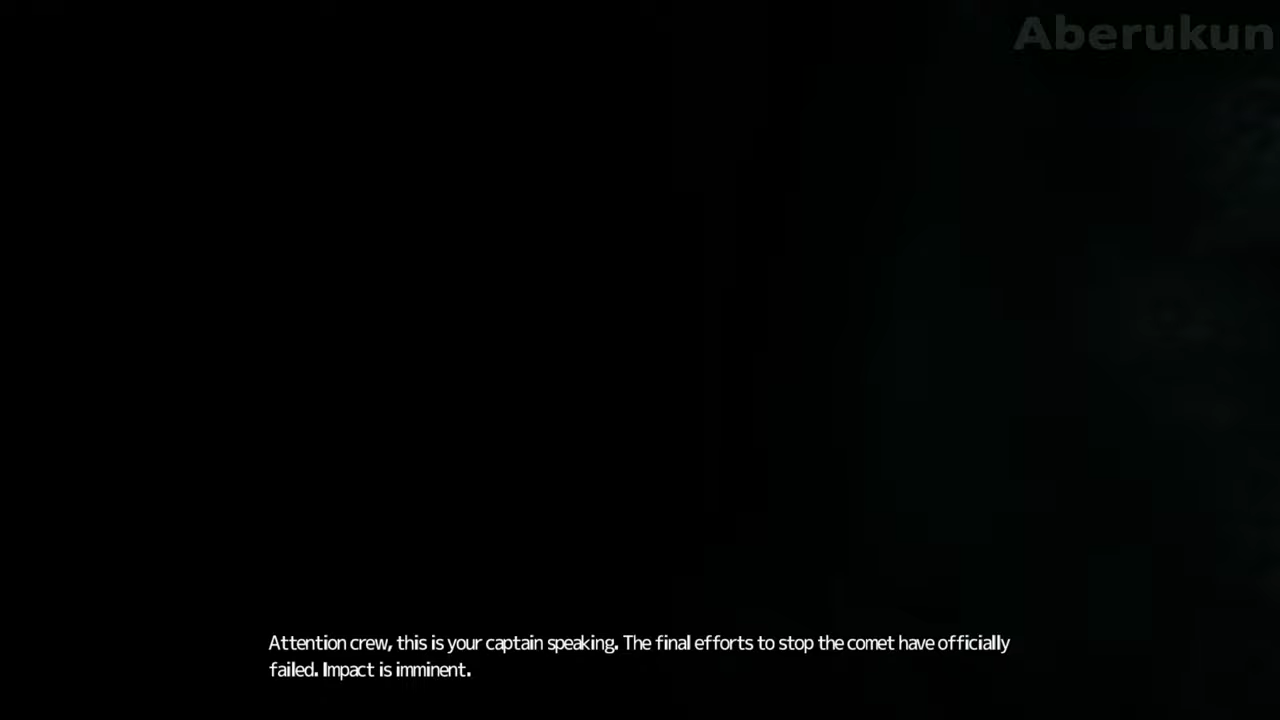 Aberukun
Attention crew, this is your captain speaking. The final efforts to stop the comet have officially
failed. Impact is imminent.